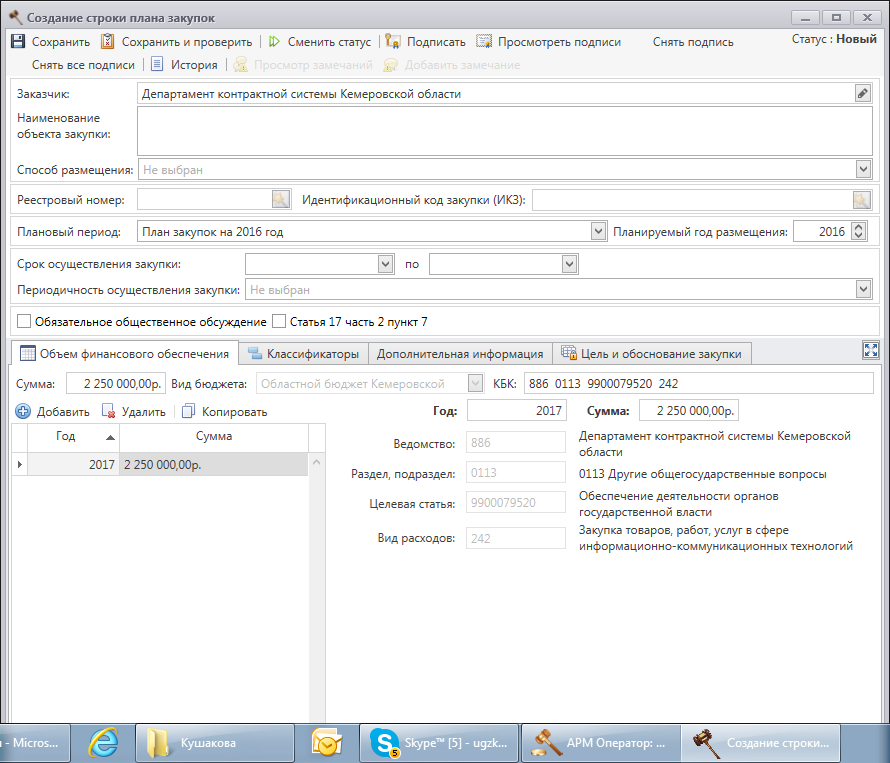 Создание строки плана закупок
Сохранить Сохранить и проверить Сменить статус Подписать Просмотреть подписи Снять подпись Статус : Новый
Снять все подписи История Просмотр замечаний Добавить замечание
Заказчик: Департамент контрактной системы Кемеровской области
Наименование
объекта закупки:
Способ размещения: Не выбран
Реестровый номер: Идентификационный код закупки (ИКЗ):
Плановый период: План закупок на 2016 год Планируемый год размещения: 2016
Срок осуществления закупки: по
Периодичность осуществления закупки: Не выбран
Обязательное общественное обсуждение Статья 17 часть 2 пункт 7
Объем финансового обеспечения Классификаторы Дополнительная информация Цель и обоснование закупки
Сумма: 2 250 000,00р. Вид бюджета: Областной бюджет Кемеровской КБК: 886 0113 9900079520 242
Добавить Удалить Копировать Год: 2017 Сумма: 2 250 000,00р.
Год Сумма
2017 2 250 000,00р.
Ведомство: 886 Департамент контрактной системы Кемеровской
области
Раздел, подраздел: 0113 0113 Другие общегосударственные вопросы
Целевая статья: 9900079520 Обеспечение деятельности органов
государственной власти
Вид расходов: 242 Закупка товаров, работ, услуг в сфере
информационно-коммуникационных технологий
- Micros... Кушакова Skype™ [5] - ugzk... АРМ Оператор: ... Создание строки...
5